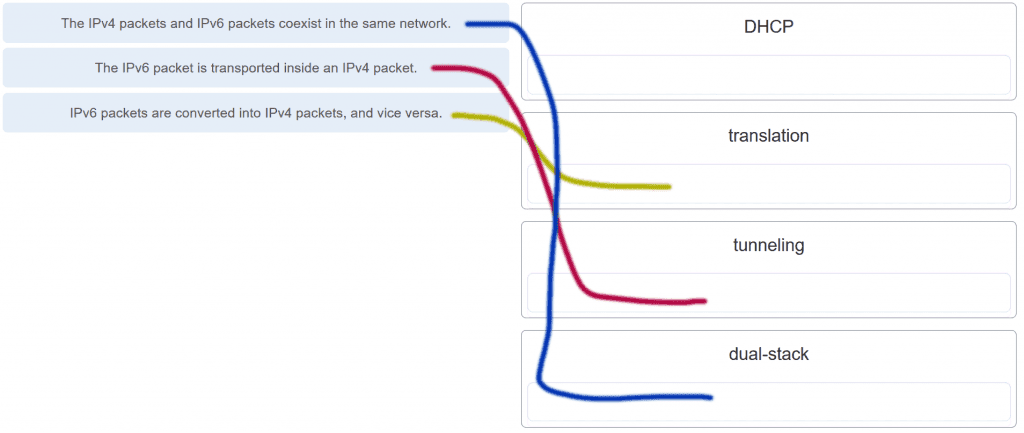 The IPv4 packets and IPv6 packets coexist in the same network.
The IPv6 packet is transported inside an IPv4 packet.
IPv6 packets are converted into IPv4 packets, and vice versa.
DHCP
translation
tunneling
dual-stack